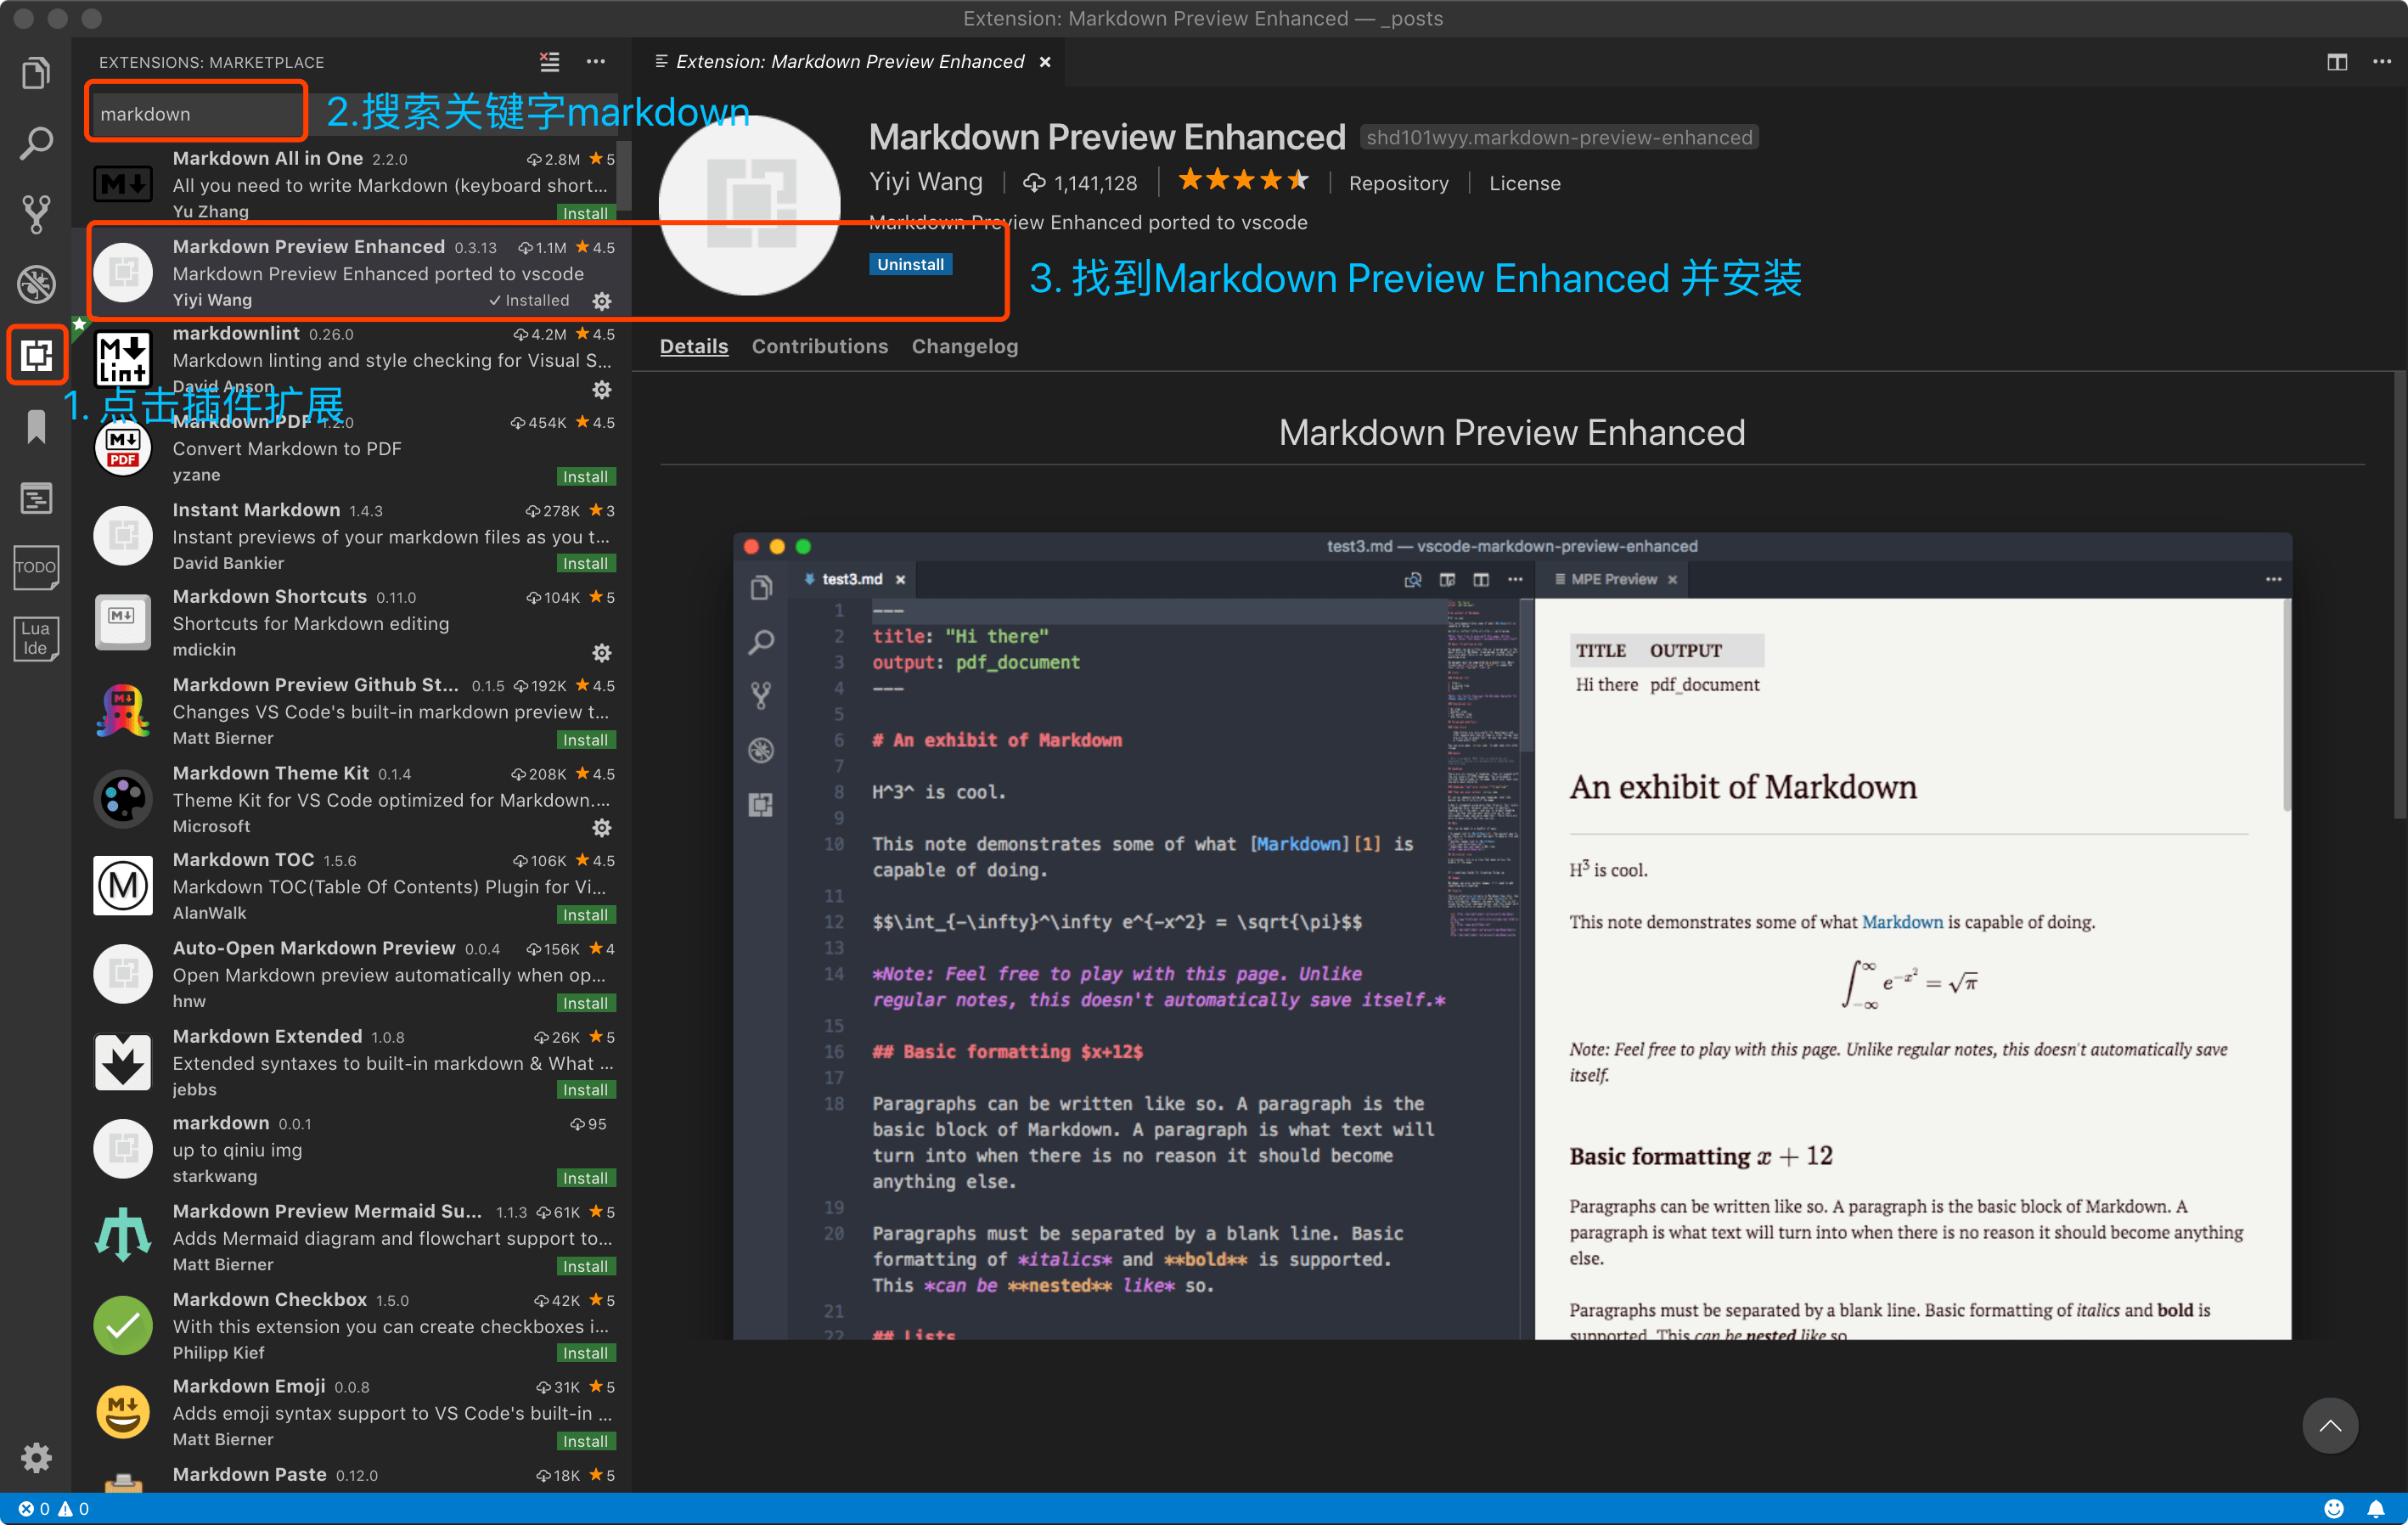 Extension: Markdown Preview Enhanced — _posts
EXTENSIONS: MARKETPLACE
Extension: Markdown Preview Enhanced
markdown
2.搜索关键字markdown
Markdown All in One 2.2.0 2.8M 5
All you need to write Markdown (keyboard short...
Yu Zhang Install
Markdown Preview Enhanced 0.3.13 1.1M 4.5
Markdown Preview Enhanced ported to vscode
Yiyi Wang Installed
markdownlint 0.26.0 4.2M 4.5
Markdown linting and style checking for Visual S...
David Anson
1. 点击插件扩展
Markdown PDF 1.2.0 454K 4.5
Convert Markdown to PDF
yzane Install
Instant Markdown 1.4.3 278K 3
Instant previews of your markdown files as you t...
David Bankier Install
Markdown Shortcuts 0.11.0 104K 5
Shortcuts for Markdown editing
mdickin
Markdown Preview Github St... 0.1.5 192K 4.5
Changes VS Code's built-in markdown preview t...
Matt Bierner Install
Markdown Theme Kit 0.1.4 208K 4.5
Theme Kit for VS Code optimized for Markdown....
Microsoft
Markdown TOC 1.5.6 106K 4.5
Markdown TOC(Table Of Contents) Plugin for Vi...
AlanWalk Install
Auto-Open Markdown Preview 0.0.4 156K 4
Open Markdown preview automatically when op...
hnw Install
Markdown Extended 1.0.8 26K 5
Extended syntaxes to built-in markdown & What ...
jebbs Install
markdown 0.0.1 95
up to qiniu img
starkwang Install
Markdown Preview Mermaid Su... 1.1.3 61K 5
Adds Mermaid diagram and flowchart support to...
Matt Bierner Install
Markdown Checkbox 1.5.0 42K 5
With this extension you can create checkboxes i...
Philipp Kief Install
Markdown Emoji 0.0.8 31K 5
Adds emoji syntax support to VS Code's built-in ...
Matt Bierner Install
Markdown Paste 0.12.0 18K 5
TODO
Lua
Ide
M
lint
PDF
M
Markdown Preview Enhanced shd101wyy.markdown-preview-enhanced
Yiyi Wang 1,141,128 Repository License
Markdown Preview Enhanced ported to vscode
Uninstall
3. 找到Markdown Preview Enhanced 并安装
Details Contributions Changelog
Markdown Preview Enhanced
test3.md — vscode-markdown-preview-enhanced
test3.md
1 ---
2 title: "Hi there"
3 output: pdf_document
4 ---
5
6 # An exhibit of Markdown
7
8 H^3^ is cool.
9
10 This note demonstrates some of what [Markdown][1] is
capable of doing.
11
12 $$\int_{-\infty}^\infty e^{-x^2} = \sqrt{\pi}$$
13
14 *Note: Feel free to play with this page. Unlike
regular notes, this doesn't automatically save itself.*
15
16 ## Basic formatting $x+12$
17
18 Paragraphs can be written like so. A paragraph is the
basic block of Markdown. A paragraph is what text will
turn into when there is no reason it should become
anything else.
19
20 Paragraphs must be separated by a blank line. Basic
formatting of *italics* and **bold** is supported.
This *can be **nested** like* so.
21
22 ## Lists
MPE Preview
TITLE OUTPUT
Hi there pdf_document
An exhibit of Markdown
H³ is cool.
This note demonstrates some of what Markdown is capable of doing.
∫_{-∞}^{∞} e^{-x²} = √π
Note: Feel free to play with this page. Unlike regular notes, this doesn't automatically save
itself.
Basic formatting x + 12
Paragraphs can be written like so. A paragraph is the basic block of Markdown. A
paragraph is what text will turn into when there is no reason it should become anything
else.
Paragraphs must be separated by a blank line. Basic formatting of italics and bold is
supported. This can be nested like so
0 0